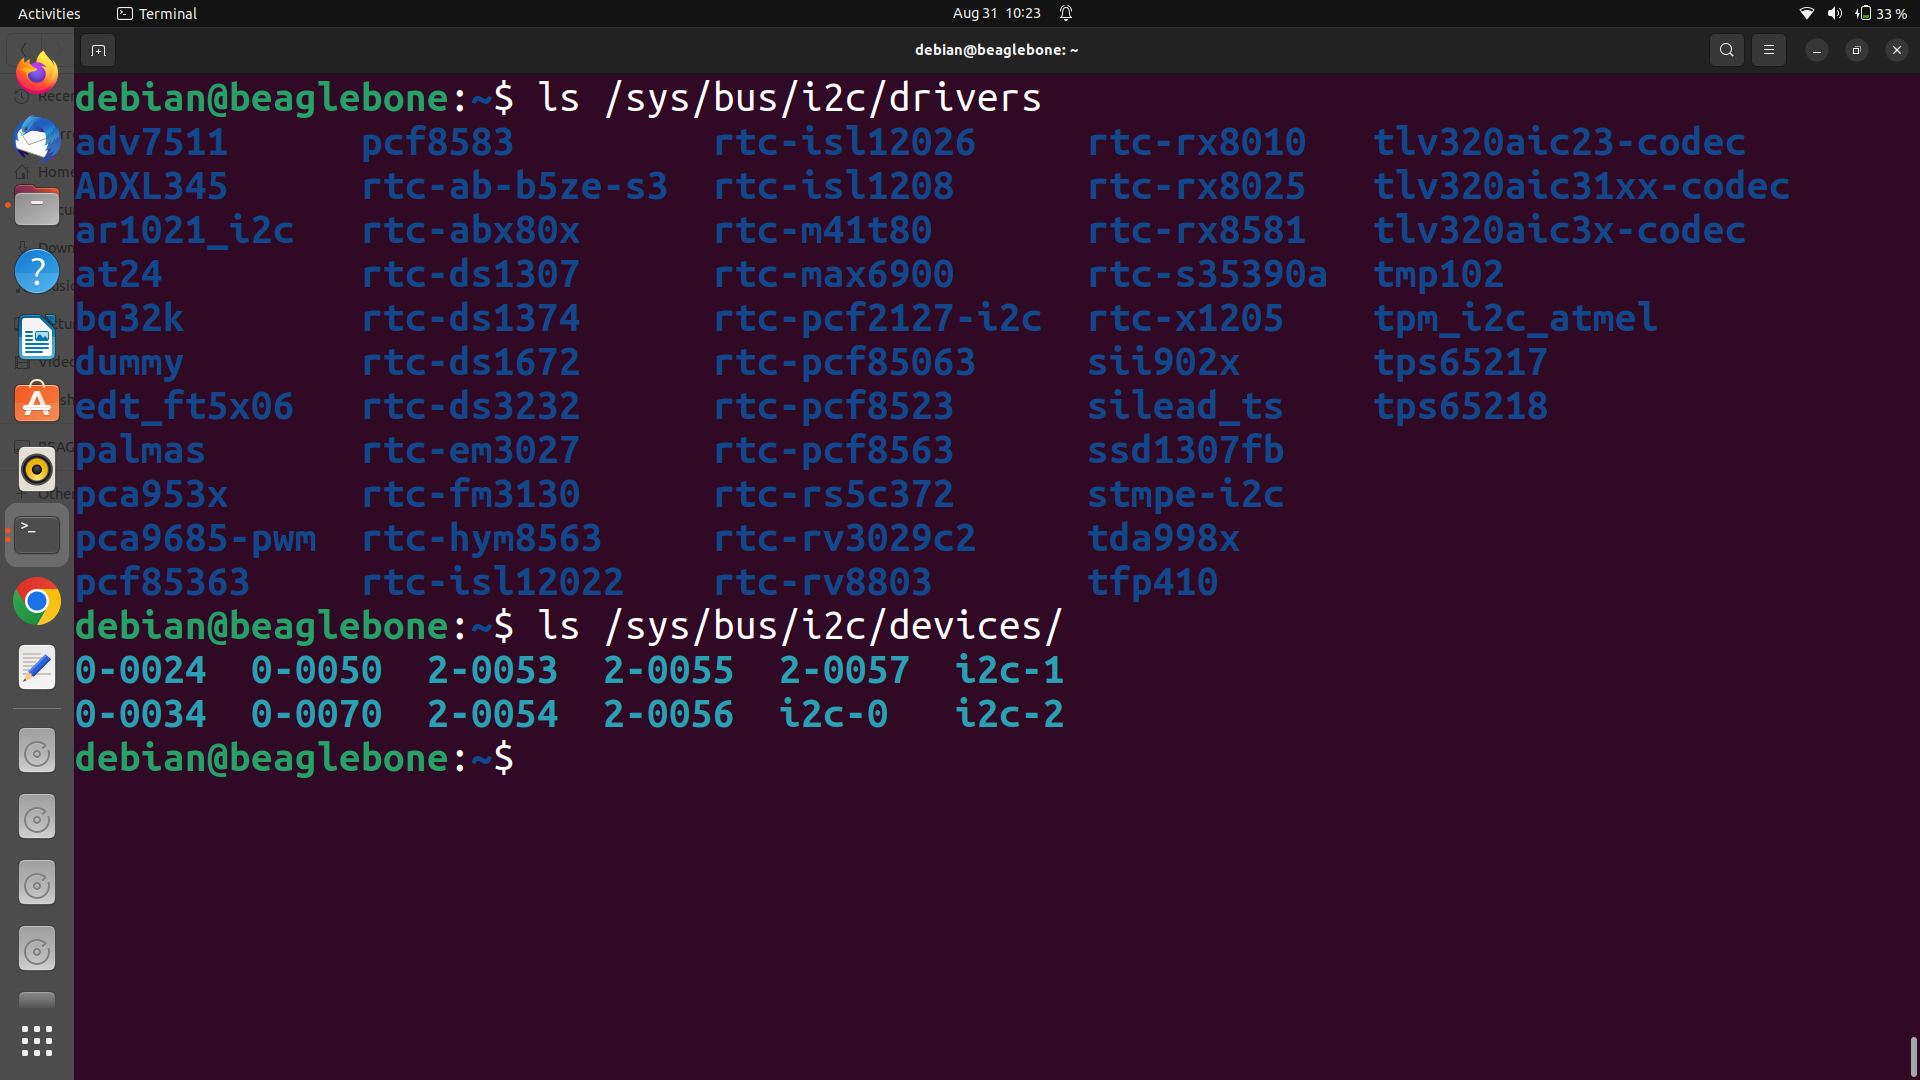 Activities Terminal Aug 31 10:23 33 %
debian@beaglebone: ~
debian@beaglebone:~$ ls /sys/bus/i2c/drivers
adv7511 pcf8583 rtc-isl12026 rtc-rx8010 tlv320aic23-codec
ADXL345 rtc-ab-b5ze-s3 rtc-isl1208 rtc-rx8025 tlv320aic31xx-codec
ar1021_i2c rtc-abx80x rtc-m41t80 rtc-rx8581 tlv320aic3x-codec
at24 rtc-ds1307 rtc-max6900 rtc-s35390a tmp102
bq32k rtc-ds1374 rtc-pcf2127-i2c rtc-x1205 tpm_i2c_atmel
dummy rtc-ds1672 rtc-pcf85063 sii902x tps65217
edt_ft5x06 rtc-ds3232 rtc-pcf8523 silead_ts tps65218
palmas rtc-em3027 rtc-pcf8563 ssd1307fb
pca953x rtc-fm3130 rtc-rs5c372 stmpe-i2c
pca9685-pwm rtc-hym8563 rtc-rv3029c2 tda998x
pcf85363 rtc-isl12022 rtc-rv8803 tfp410
debian@beaglebone:~$ ls /sys/bus/i2c/devices/
0-0024 0-0050 2-0053 2-0055 2-0057 i2c-1
0-0034 0-0070 2-0054 2-0056 i2c-0 i2c-2
debian@beaglebone:~$